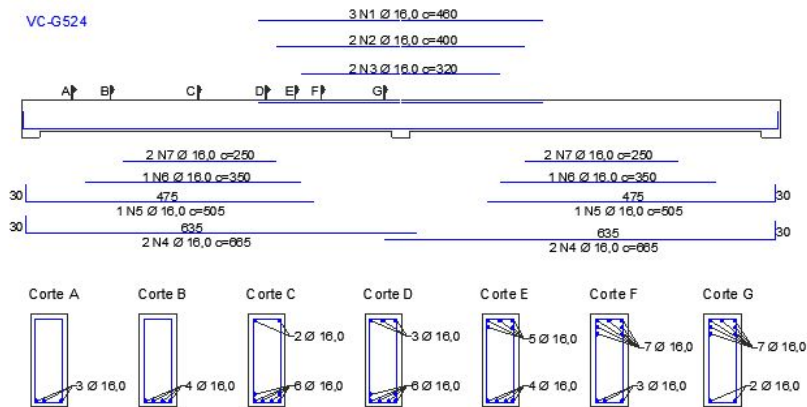 VC-G524
3 N1 Ø 16,0 c=460
2 N2 Ø 16,0 c=400
2 N3 Ø 16,0 c=320
A B C D E F G
2 N7 Ø 16,0 c=250 2 N7 Ø 16,0 c=250
1 N6 Ø 16,0 c=350 1 N6 Ø 16,0 c=350
30 475 475 30
1 N5 Ø 16,0 c=505 1 N5 Ø 16,0 c=505
30 635 635 30
2 N4 Ø 16,0 c=665 2 N4 Ø 16,0 c=665
Corte A Corte B Corte C Corte D Corte E Corte F Corte G
2 Ø 16,0 3 Ø 16,0 5 Ø 16,0 7 Ø 16,0 7 Ø 16,0
3 Ø 16,0 4 Ø 16,0 6 Ø 16,0 6 Ø 16,0 4 Ø 16,0 3 Ø 16,0 2 Ø 16,0